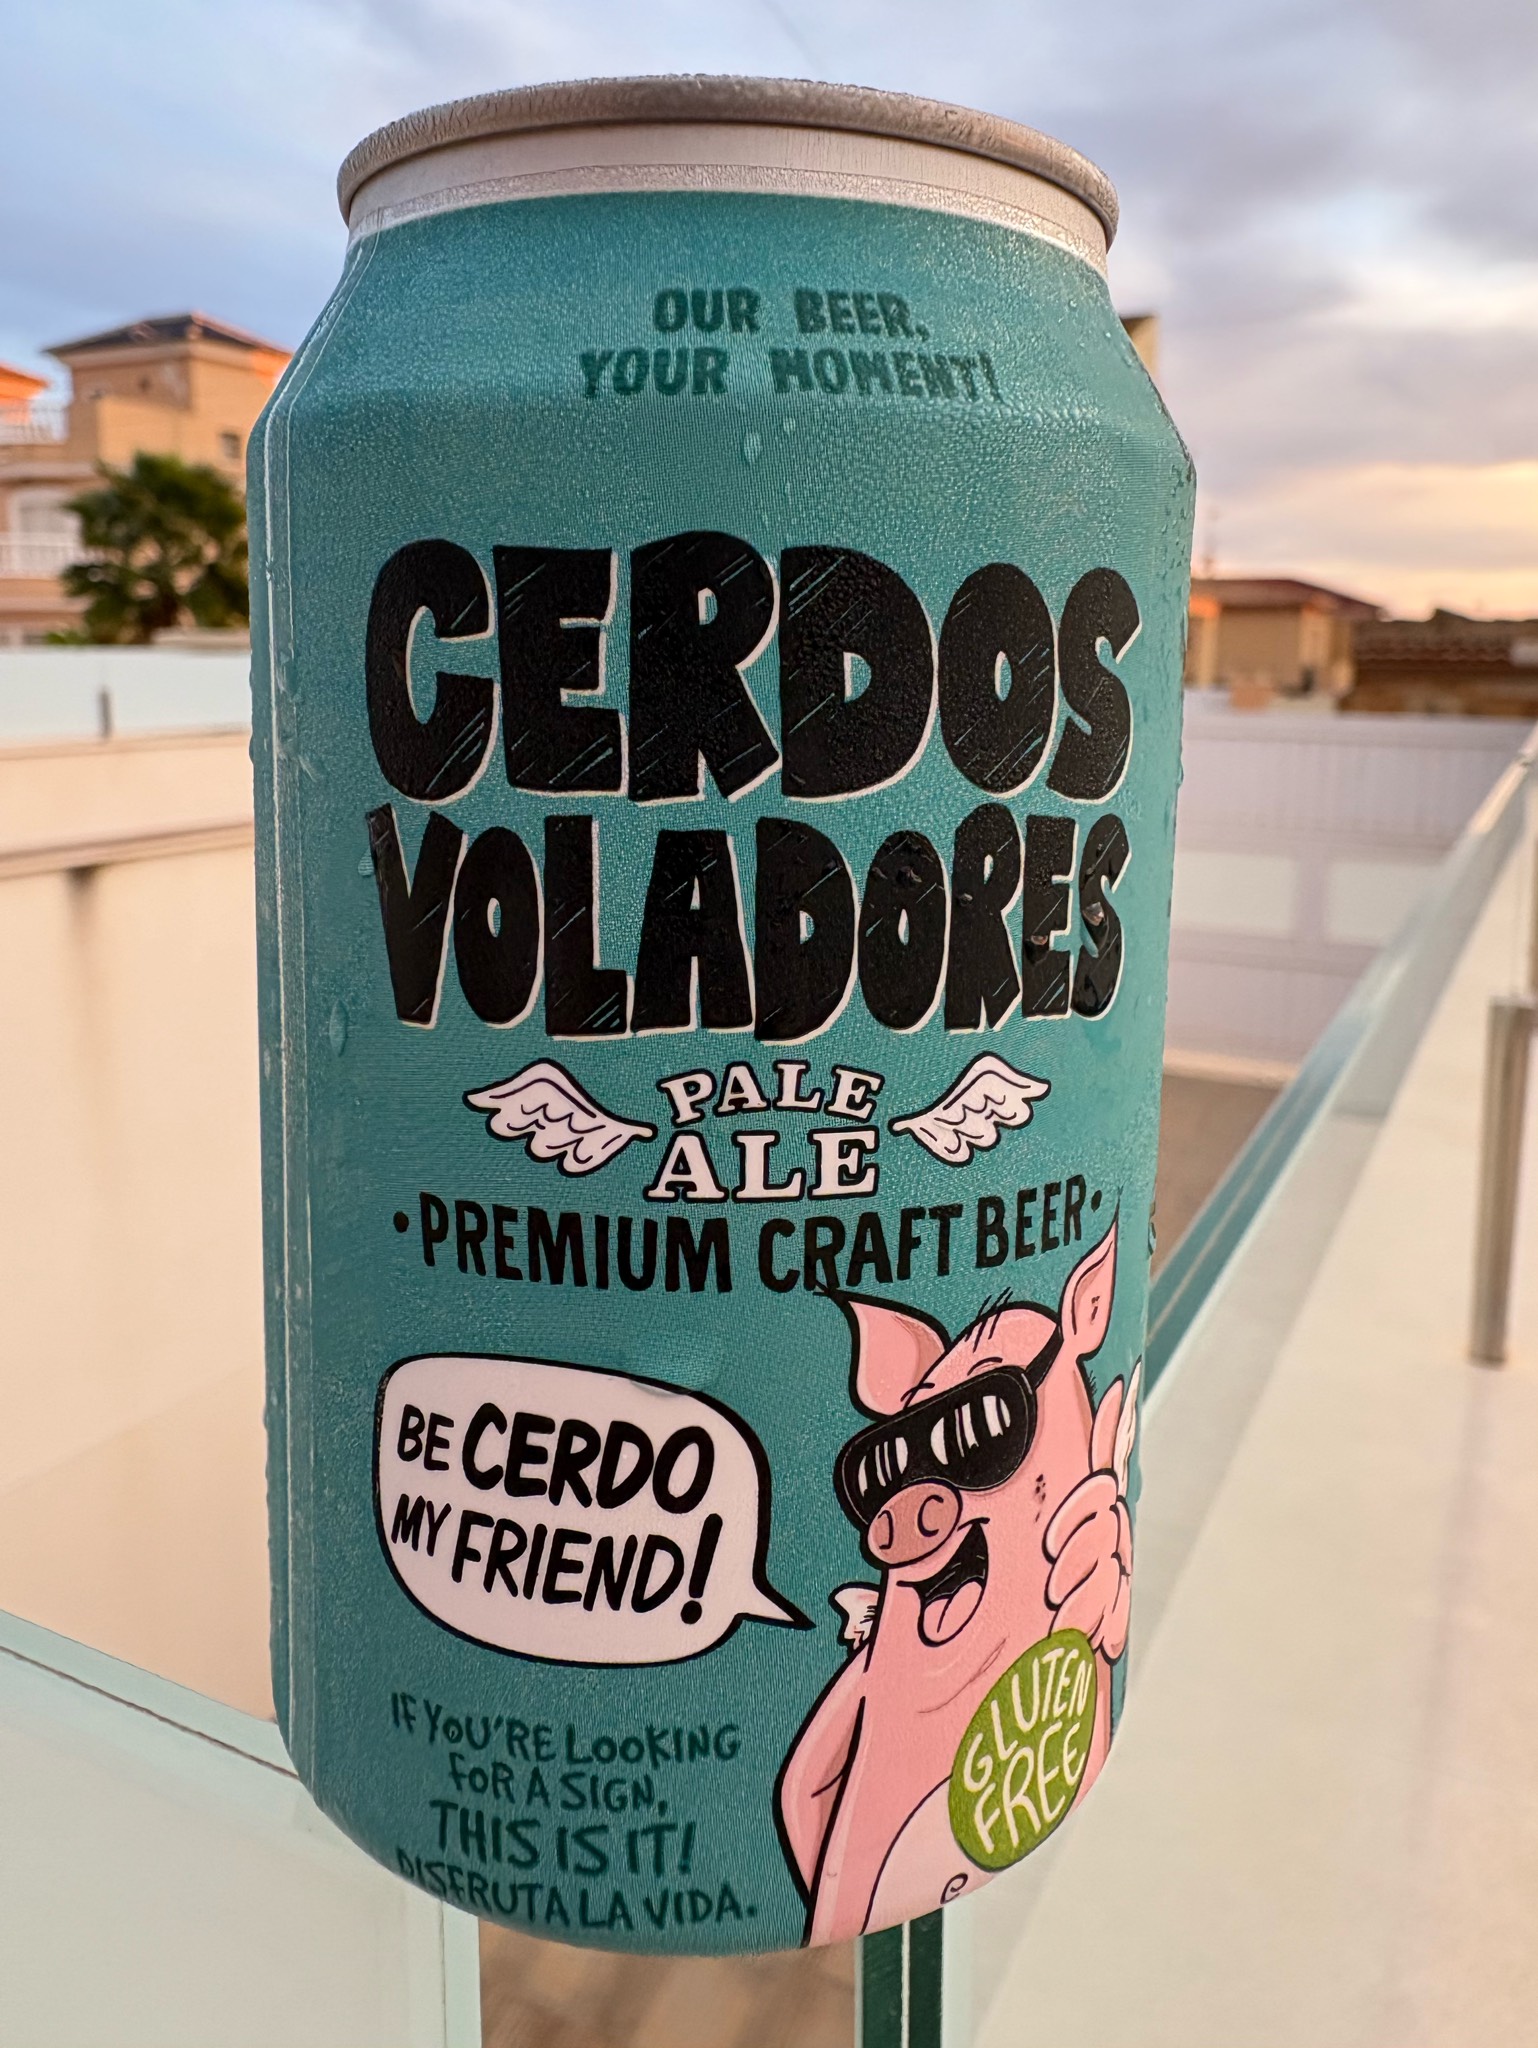 OUR BEER,
YOUR MOMENT!
CERDOS
VOLADORES
PALE
ALE
·PREMIUM CRAFT BEER·
BE CERDO
MY FRIEND!
IF YOU'RE LOOKING
FOR A SIGN,
THIS IS IT!
DISFRUTA LA VIDA.
GLUTEN
FREE